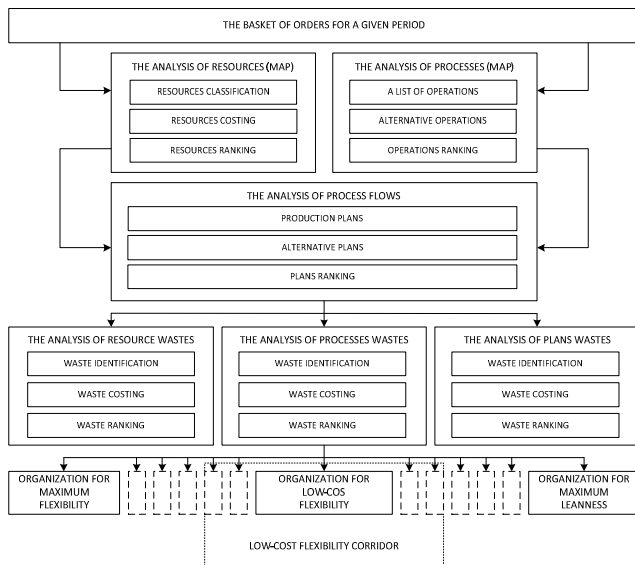 THE BASKET OF ORDERS FOR A GIVEN PERIOD
THE ANALYSIS OF RESOURCES (MAP)
RESOURCES CLASSIFICATION
RESOURCES COSTING
RESOURCES RANKING
THE ANALYSIS OF PROCESSES (MAP)
A LIST OF OPERATIONS
ALTERNATIVE OPERATIONS
OPERATIONS RANKING
THE ANALYSIS OF PROCESS FLOWS
PRODUCTION PLANS
ALTERNATIVE PLANS
PLANS RANKING
THE ANALYSIS OF RESOURCE WASTES
WASTE IDENTIFICATION
WASTE COSTING
WASTE RANKING
THE ANALYSIS OF PROCESSES WASTES
WASTE IDENTIFICATION
WASTE COSTING
WASTE RANKING
THE ANALYSIS OF PLANS WASTES
WASTE IDENTIFICATION
WASTE COSTING
WASTE RANKING
ORGANIZATION FOR
MAXIMUM
FLEXIBILITY
ORGANIZATION FOR
LOW-COS
FLEXIBILITY
ORGANIZATION FOR
MAXIMUM
LEANNESS
LOW-COST FLEXIBILITY CORRIDOR